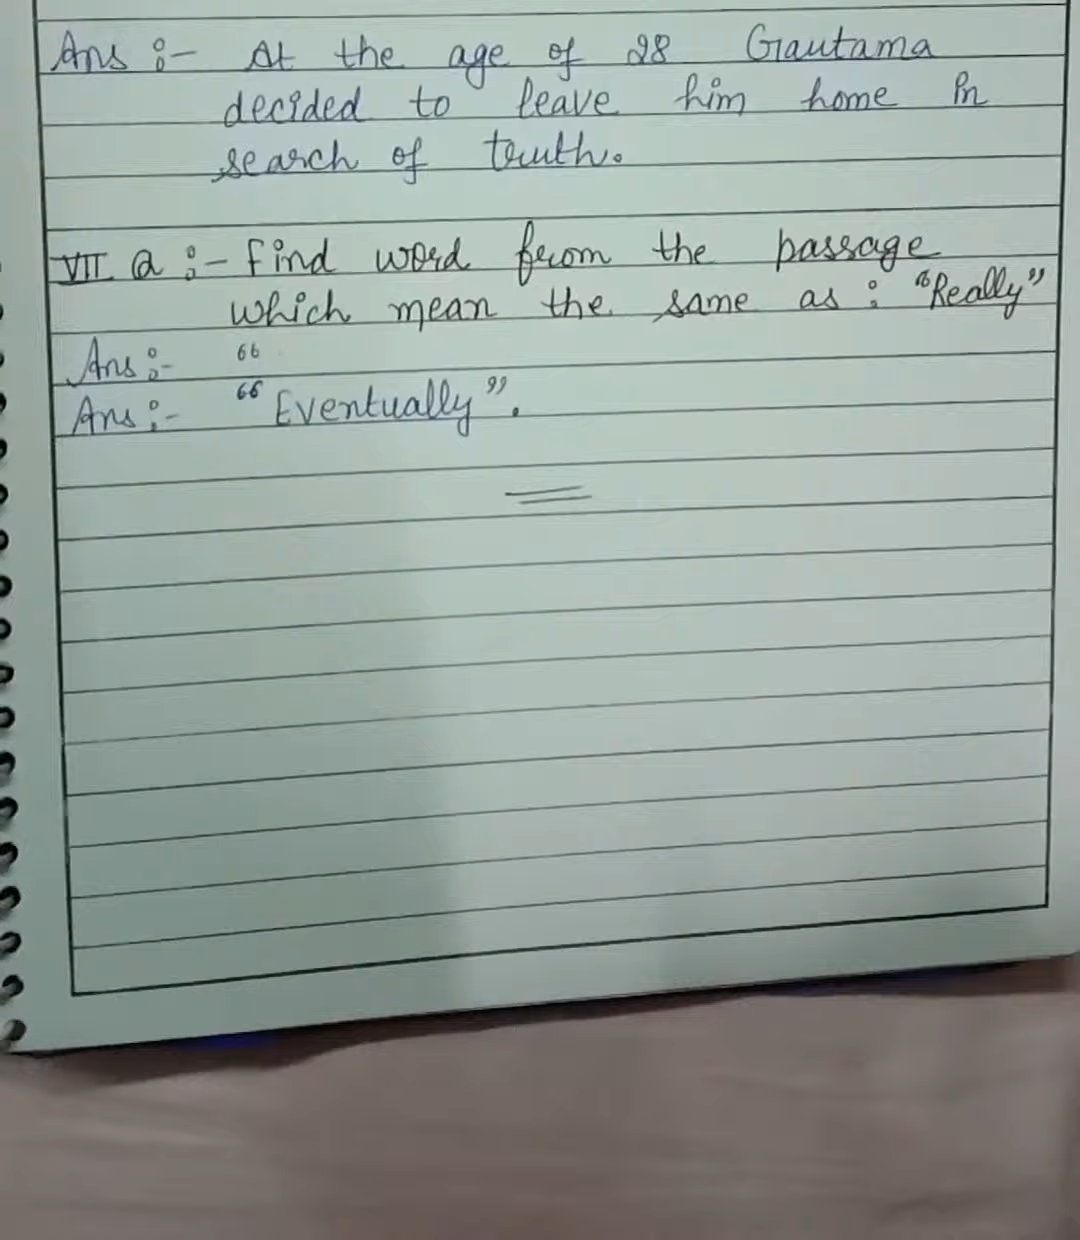 Ans :- At the age of 28 Gautama
decided to leave him home in
search of truth.
VII Q :- find word from the passage
which mean the same as : "Really"
Ans :- "
Ans :- "Eventually".